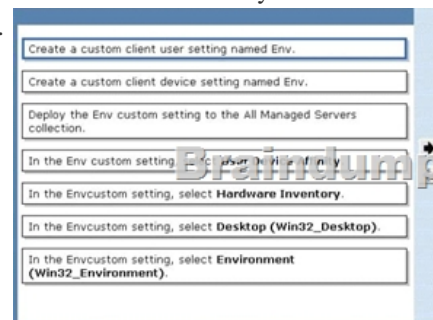 Create a custom client user setting named Env.
Create a custom client device setting named Env.
Deploy the Env custom setting to the All Managed Servers
collection.
In the Env custom setting,
In the Envcustom setting, select Hardware Inventory.
In the Envcustom setting, select Desktop (Win32_Desktop).
In the Envcustom setting, select Environment
(Win32_Environment).
Braindump